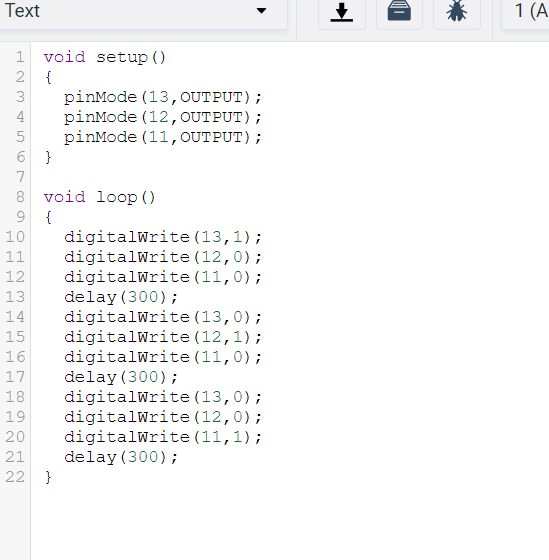 Text
1 (A
1 void setup()
2 {
3   pinMode(13,OUTPUT);
4   pinMode(12,OUTPUT);
5   pinMode(11,OUTPUT);
6 }
7
8 void loop()
9 {
10   digitalWrite(13,1);
11   digitalWrite(12,0);
12   digitalWrite(11,0);
13   delay(300);
14   digitalWrite(13,0);
15   digitalWrite(12,1);
16   digitalWrite(11,0);
17   delay(300);
18   digitalWrite(13,0);
19   digitalWrite(12,0);
20   digitalWrite(11,1);
21   delay(300);
22 }